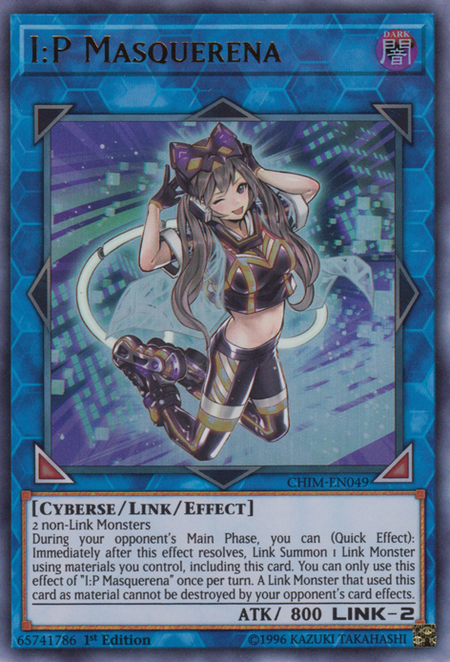 I:P Masquerena
DARK
闇
CHIM-EN049
[Cyberse/Link/Effect]
2 non-Link Monsters
During your opponent's Main Phase, you can (Quick Effect):
Immediately after this effect resolves, Link Summon 1 Link Monster
using materials you control, including this card. You can only use this
effect of "I:P Masquerena" once per turn. A Link Monster that used this
card as material cannot be destroyed by your opponent's card effects.
ATK/ 800 LINK-2
65741786 1st Edition ©1996 KAZUKI TAKAHASHI